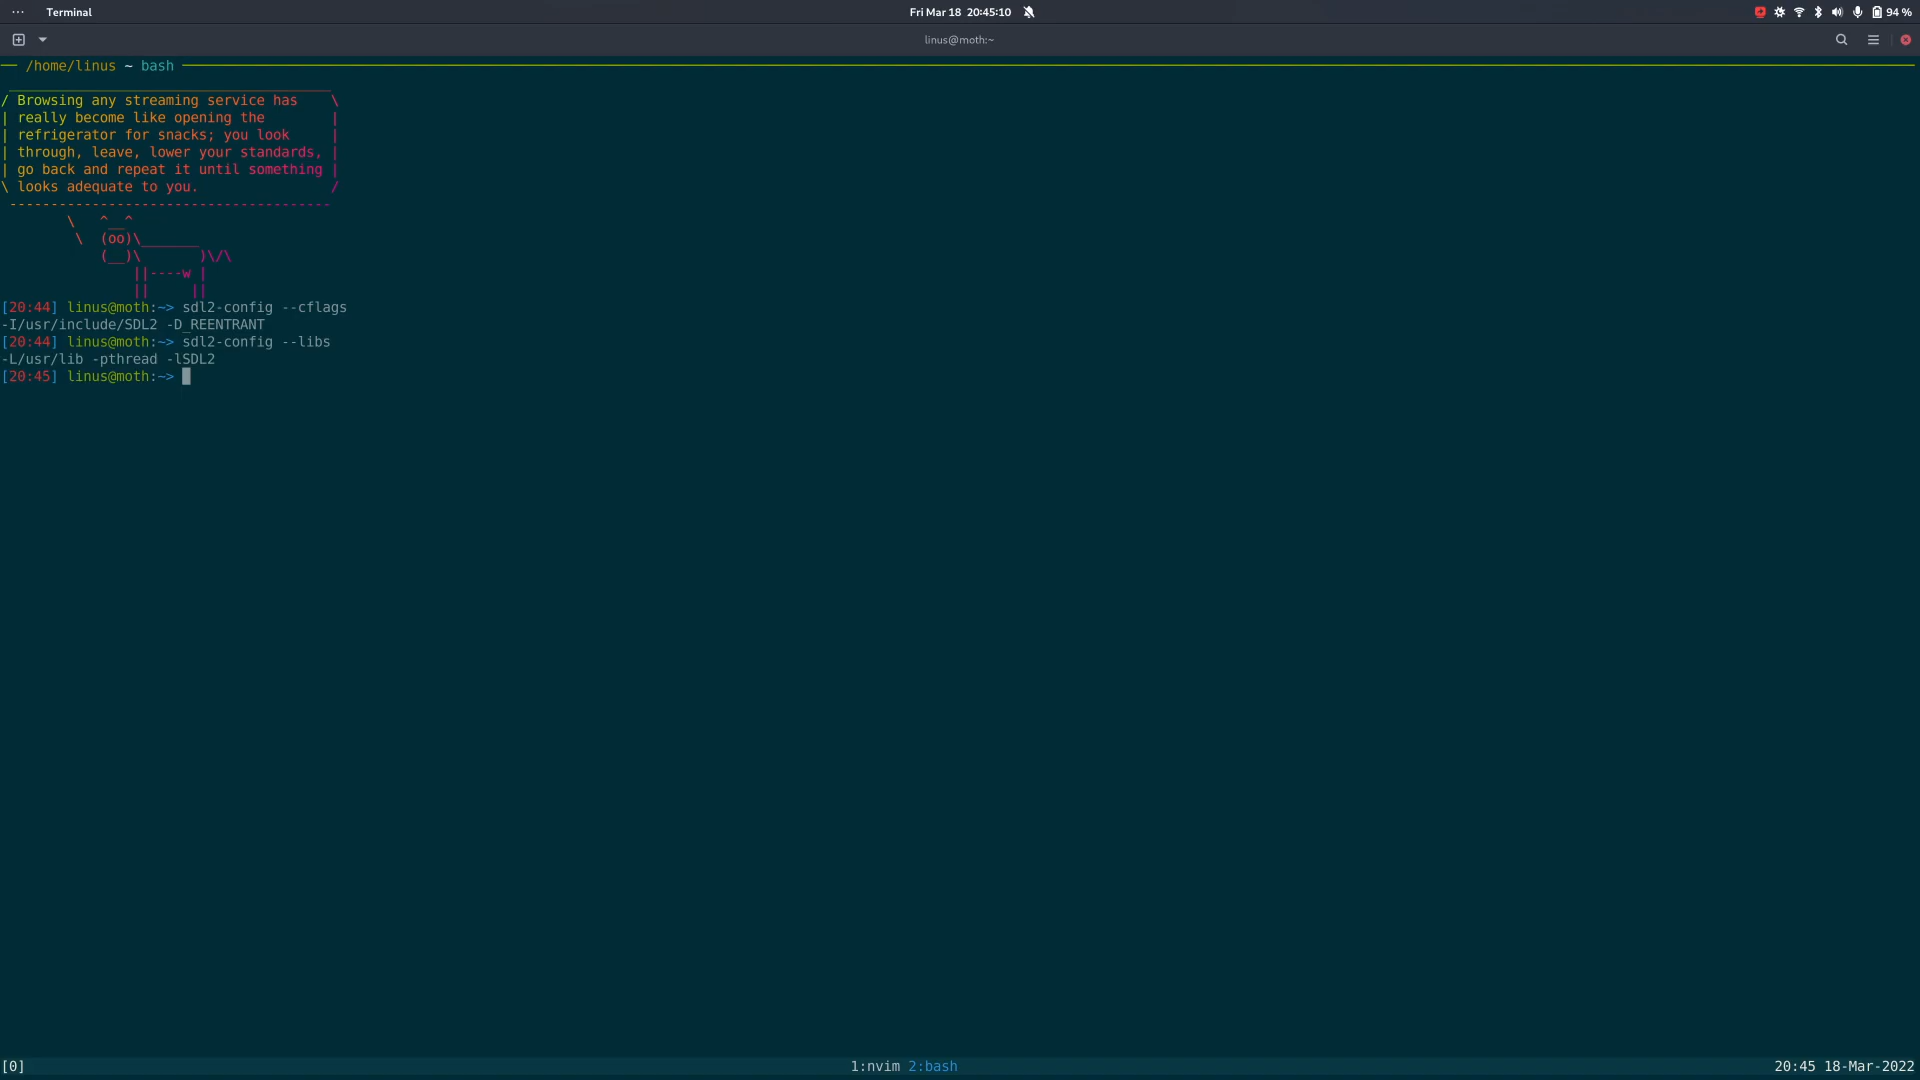 Terminal
Fri Mar 18 20:45:10
94 %
linus@moth:~
/home/linus ~ bash
/ Browsing any streaming service has \
| really become like opening the |
| refrigerator for snacks; you look |
| through, leave, lower your standards, |
| go back and repeat it until something |
\ looks adequate to you. /
---------------------------------------
\ ^__^
\ (oo)\_______
(__)\ )\/\
||----w |
|| ||
[20:44] linus@moth:~> sdl2-config --cflags
-I/usr/include/SDL2 -D_REENTRANT
[20:44] linus@moth:~> sdl2-config --libs
-L/usr/lib -pthread -lSDL2
[20:45] linus@moth:~>
[0] 1:nvim 2:bash 20:45 18-Mar-2022